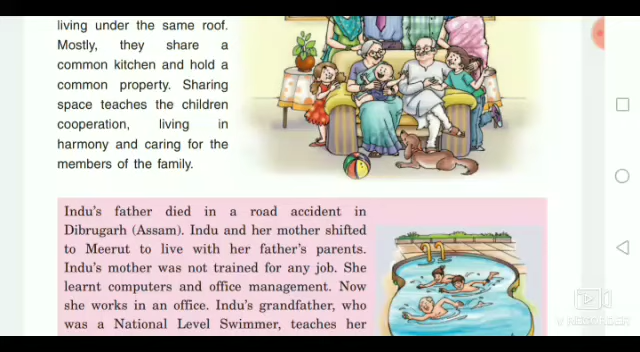 living under the same roof.
Mostly, they share a
common kitchen and hold a
common property. Sharing
space teaches the children
cooperation, living in
harmony and caring for the
members of the family.
Indu's father died in a road accident in
Dibrugarh (Assam). Indu and her mother shifted
to Meerut to live with her father's parents.
Indu's mother was not trained for any job. She
learnt computers and office management. Now
she works in an office. Indu's grandfather, who
was a National Level Swimmer, teaches her